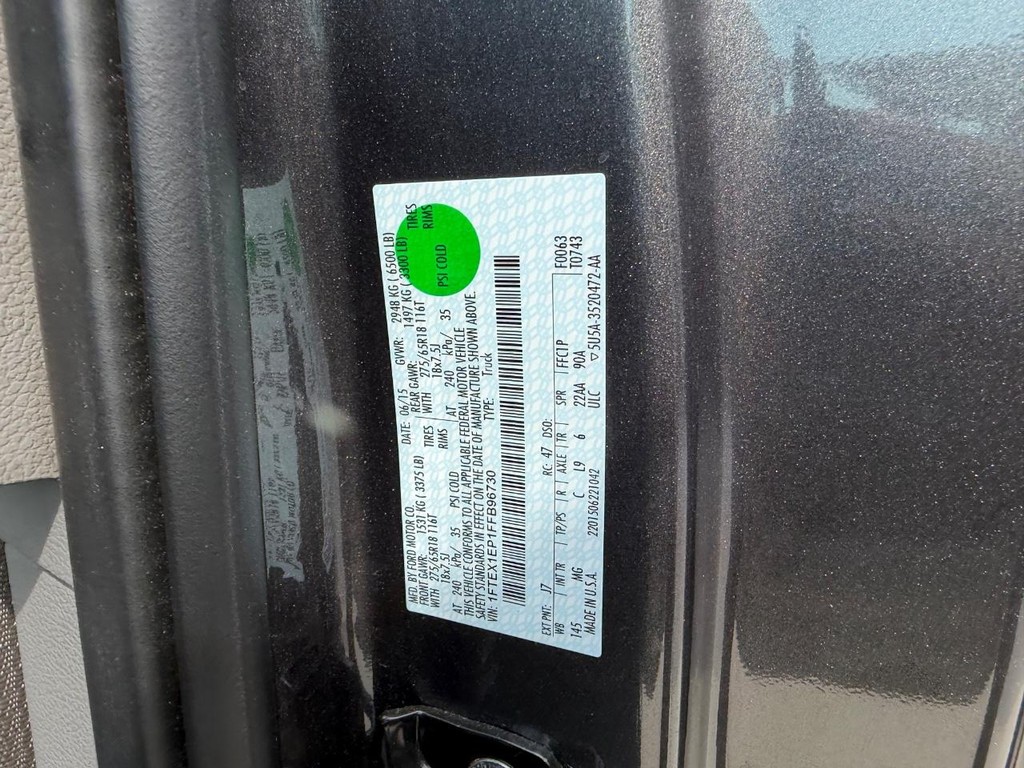 MFD. BY FORD MOTOR CO. DATE: 06/15 GVWR: 2948 KG ( 6500 LB)
FRONT GAWR: 1531 KG ( 3375 LB) REAR GAWR: 1497 KG ( 3300 LB)
WITH 275/65R18 116T TIRES WITH 275/65R18 116T TIRES
18x7.5J RIMS 18x7.5J RIMS
AT 240 kPa/ 35 PSI COLD AT 240 kPa/ 35 PSI COLD
THIS VEHICLE CONFORMS TO ALL APPLICABLE FEDERAL MOTOR VEHICLE
SAFETY STANDARDS IN EFFECT ON THE DATE OF MANUFACTURE SHOWN ABOVE.
VIN: 1FTEX1EP1FFB96730 TYPE: Truck
EXT PNT: J7 RC: 47 DSO: F0063
WB INT TR TP/PS R AXLE TR SPR FFC1P T0743
145 MG C L9 6 22AA 90A
MADE IN U.S.A. 2201506221042 ULC ▽5U5A-3520472-AA